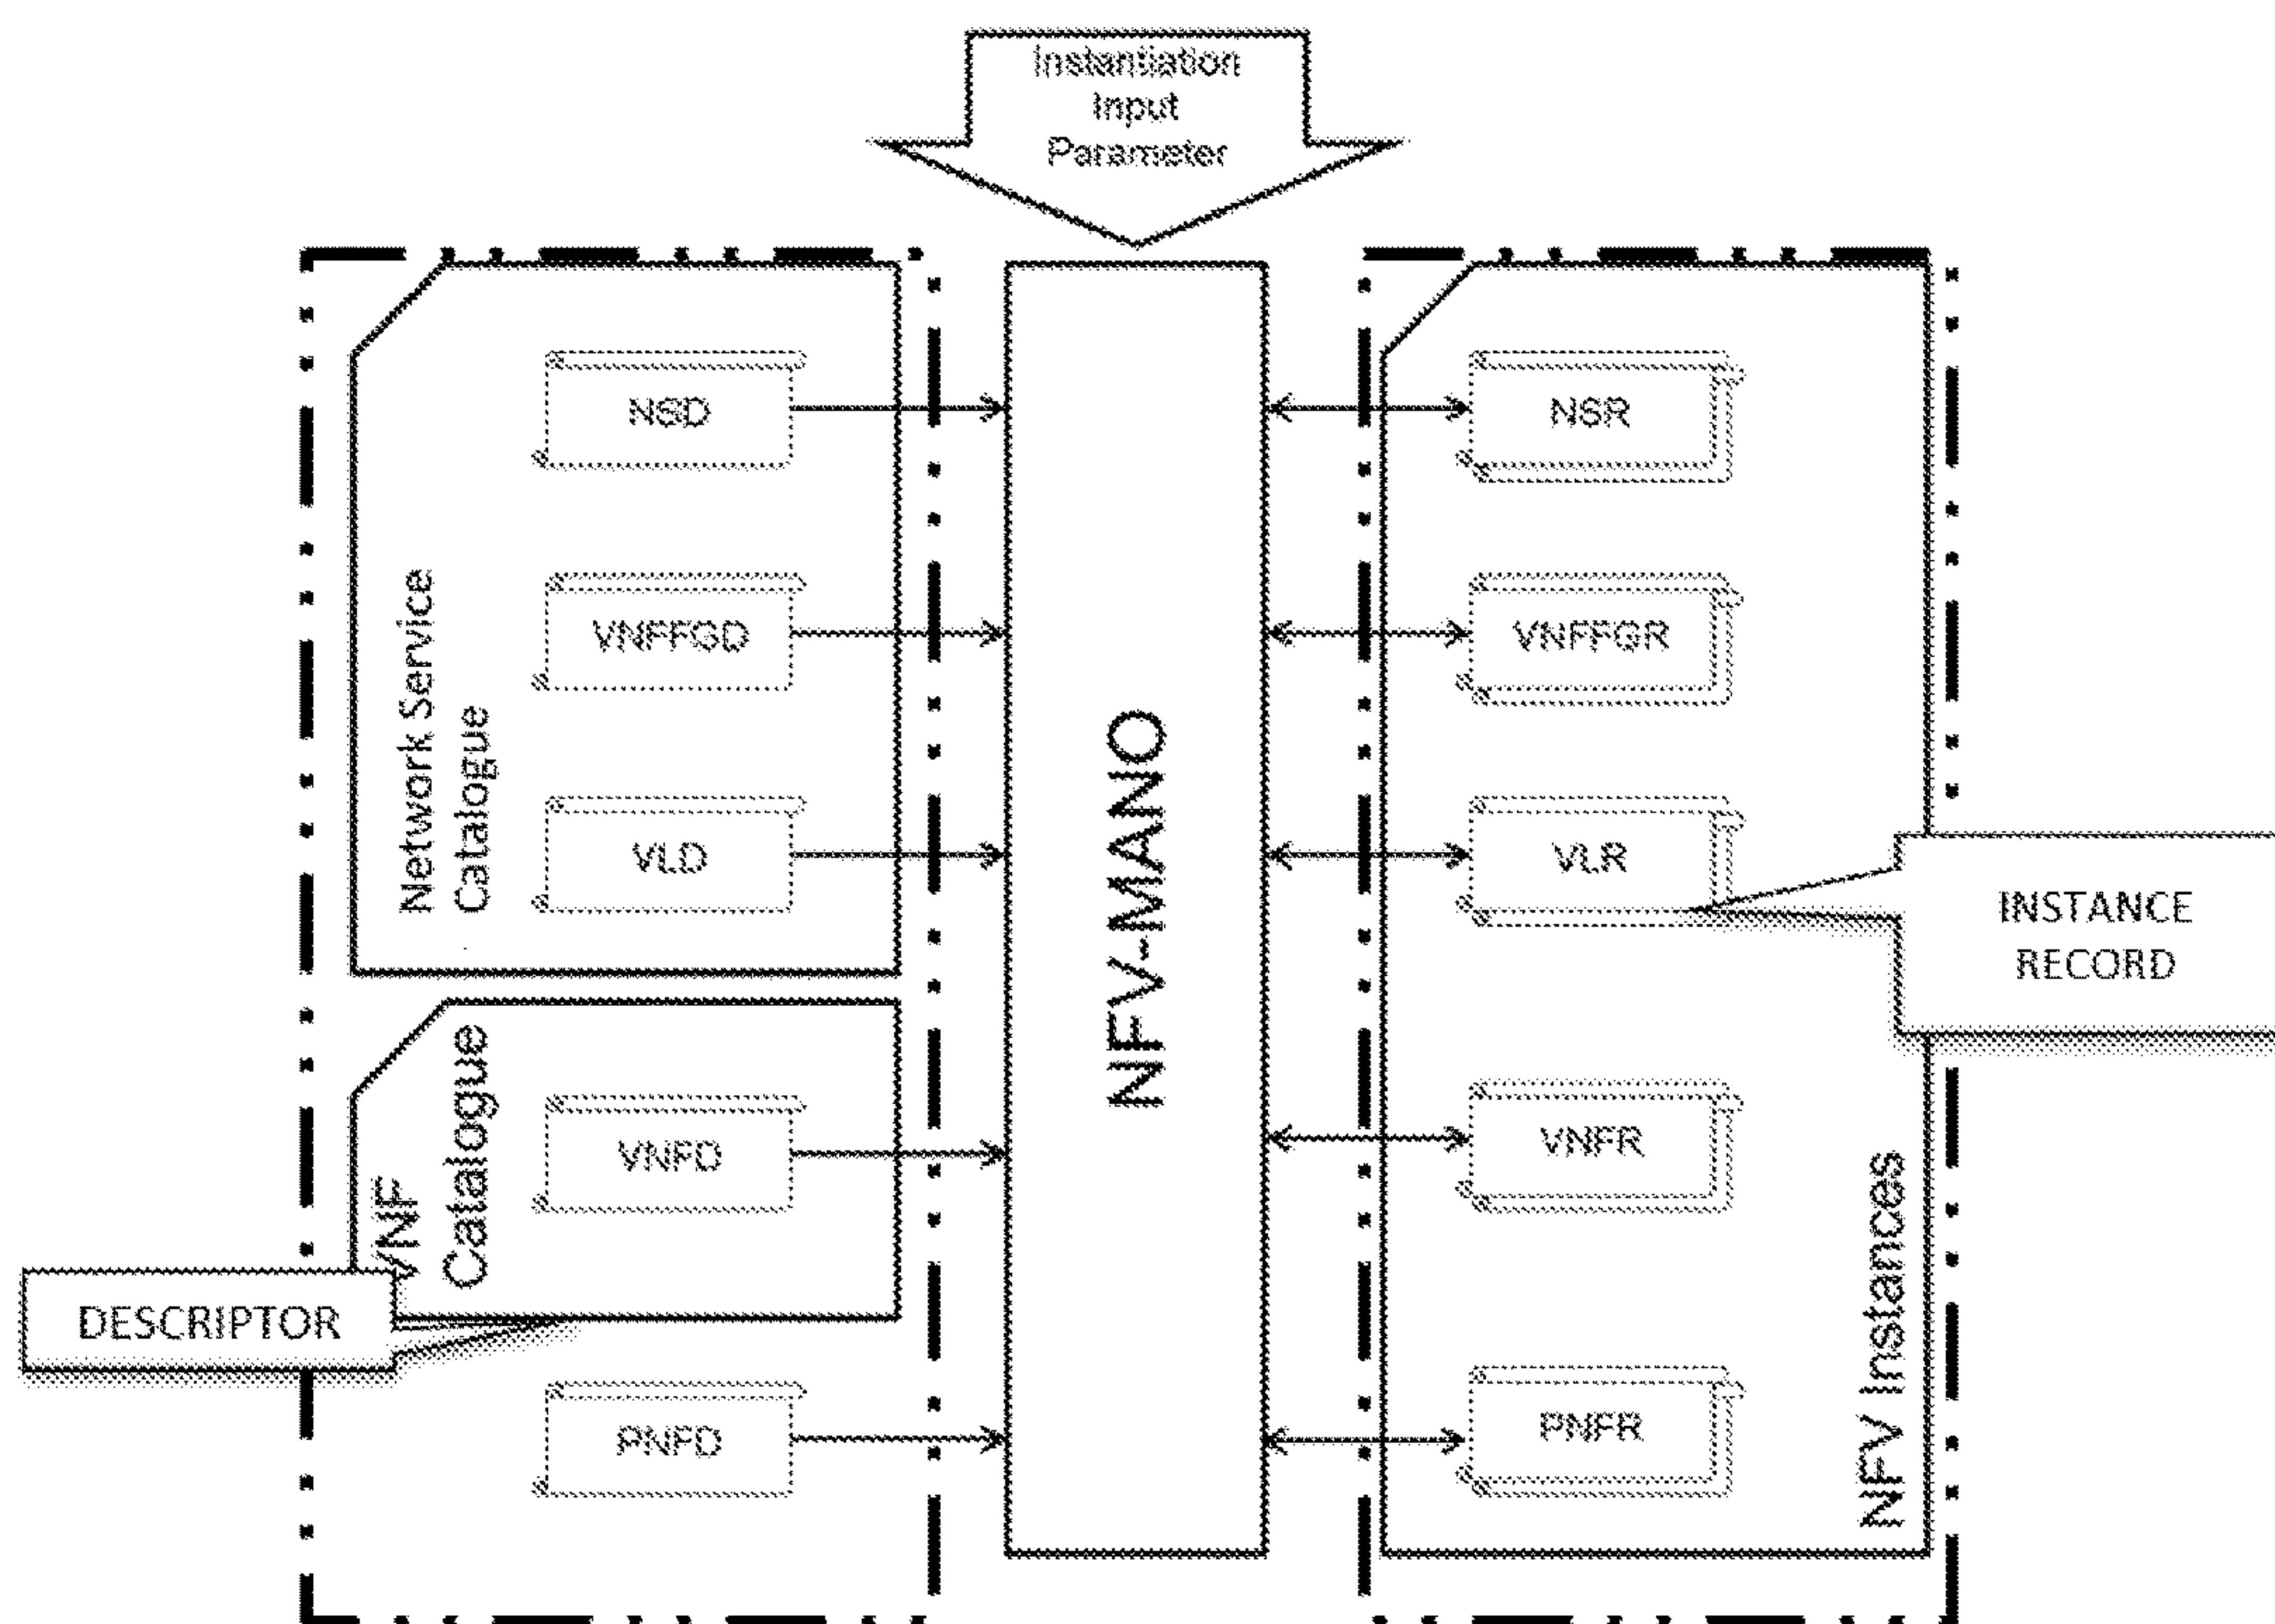 Instantiation
Input
Parameter
Network Service
Catalogue
NSD
VNFFGD
VLD
VNF
Catalogue
VNFD
DESCRIPTOR
PNFD
NFV-MANO
NSR
VNFFGR
VLR
INSTANCE
RECORD
VNFR
PNFR
NFV Instances